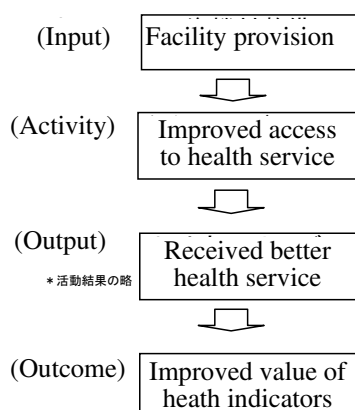 (Input) Facility provision
(Activity) Improved access
to health service
(Output) Received better
*活動結果の略 health service
(Outcome) Improved value of
heath indicators